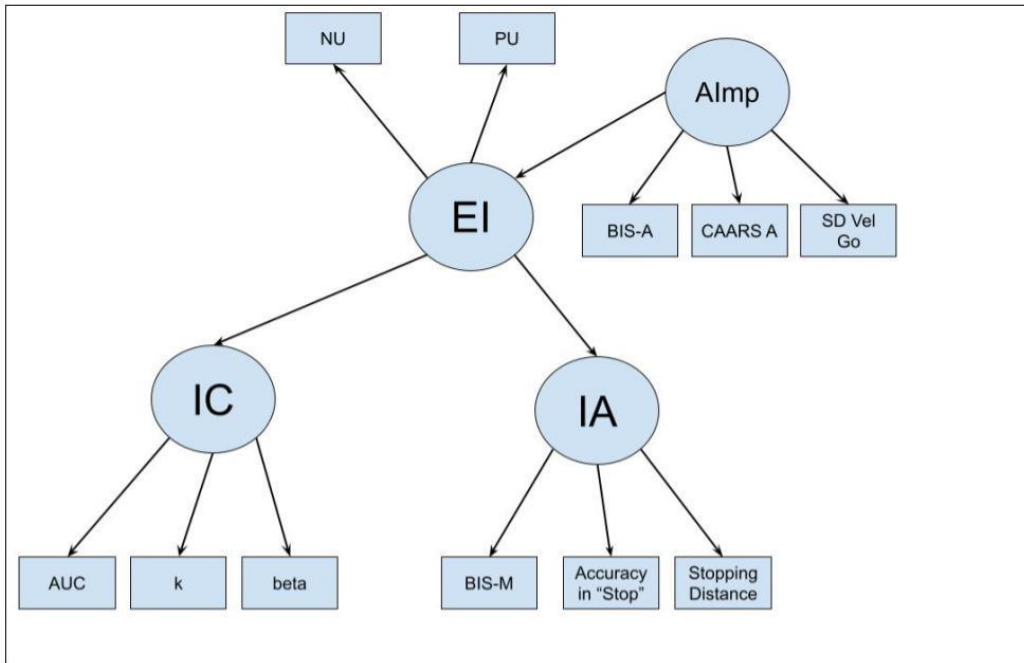 NU
PU
AImp
EI
BIS-A
CAARS A
SD Vel
Go
IC
IA
AUC
k
beta
BIS-M
Accuracy
in “Stop”
Stopping
Distance